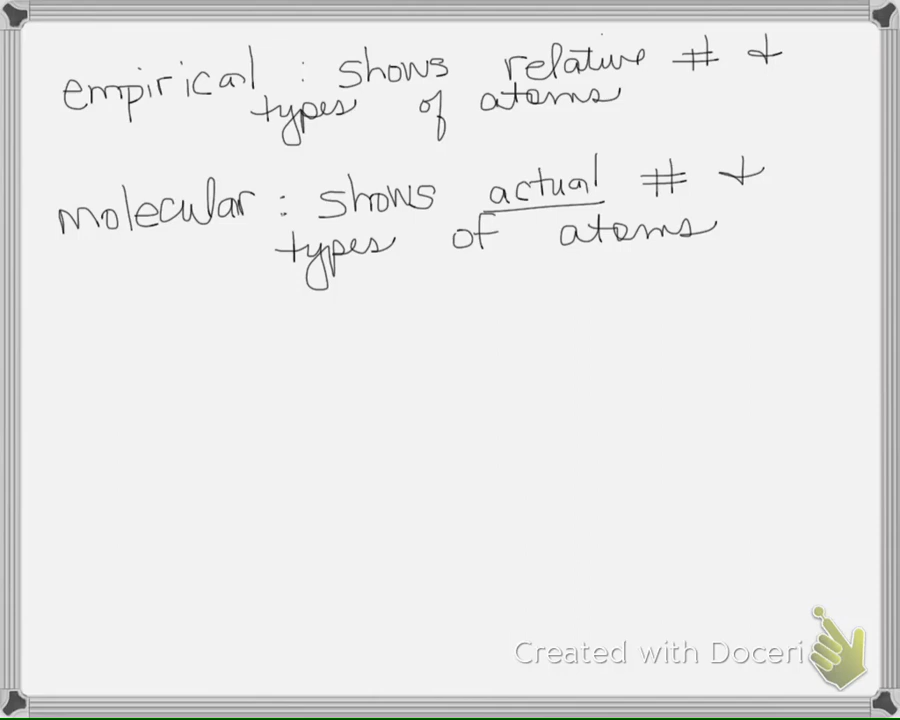 empirical : shows relative # +
types of atoms
molecular : shows actual # +
types of atoms
Created with Doceri